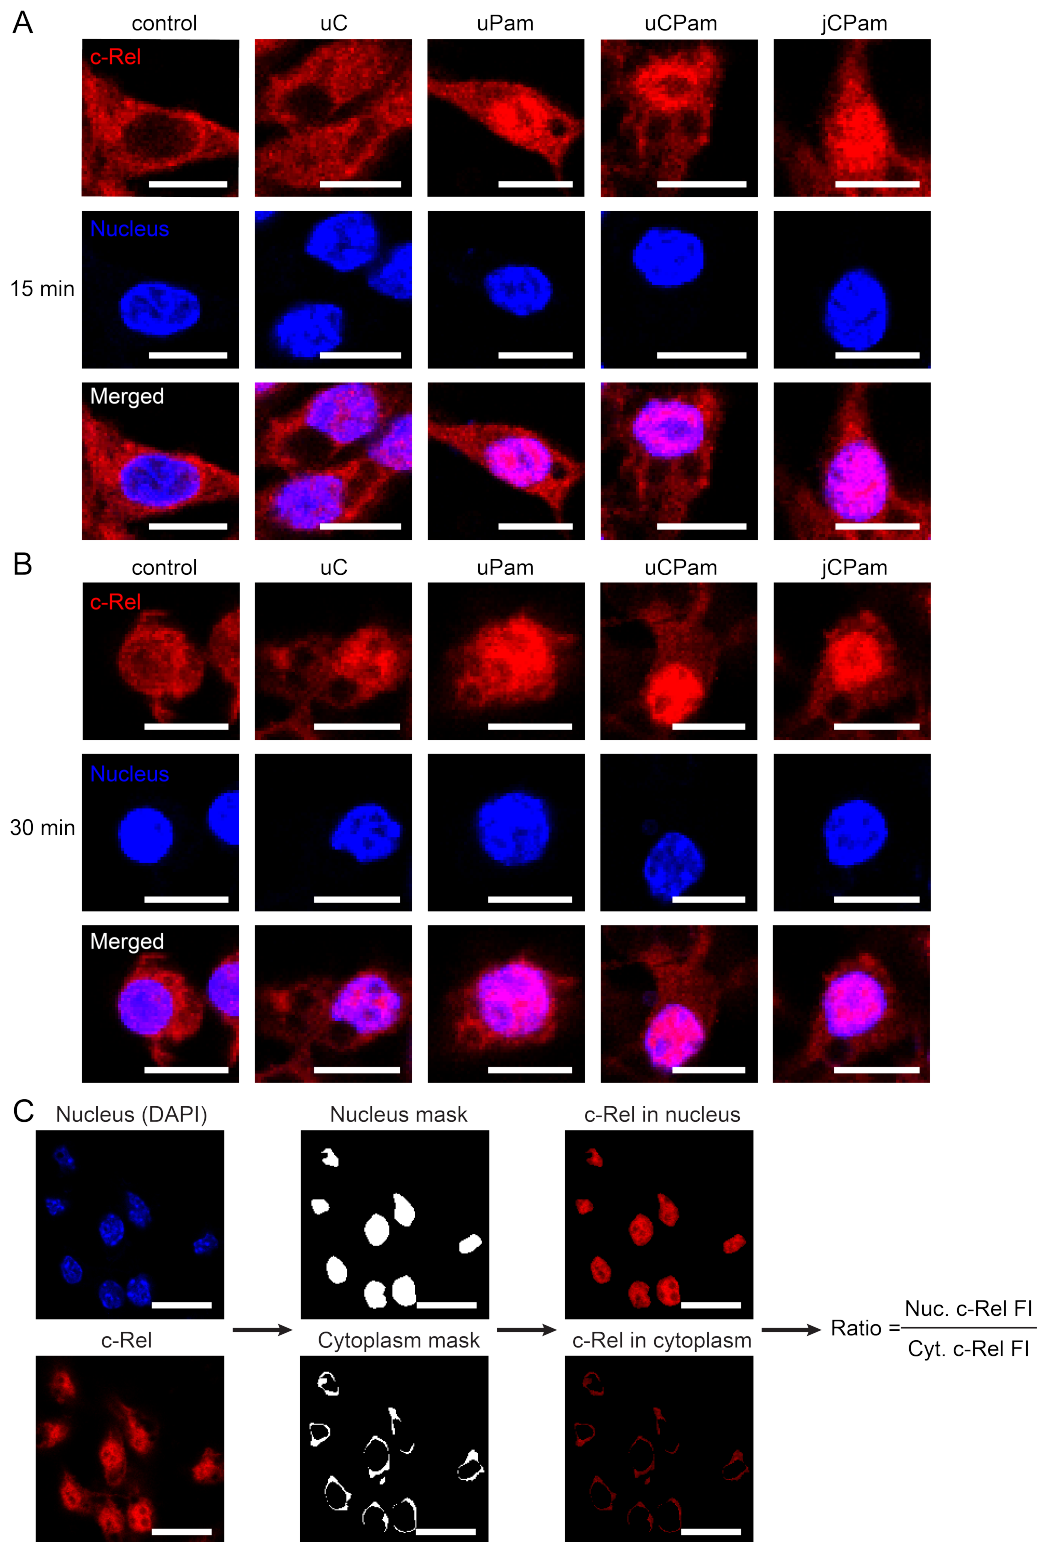 A
control uC uPam uCPam jCPam
c-Rel
Nucleus
15 min
Merged
B
control uC uPam uCPam jCPam
c-Rel
Nucleus
30 min
Merged
C
Nucleus (DAPI) Nucleus mask c-Rel in nucleus
c-Rel Cytoplasm mask c-Rel in cytoplasm
Ratio = Nuc. c-Rel FI
Cyt. c-Rel FI